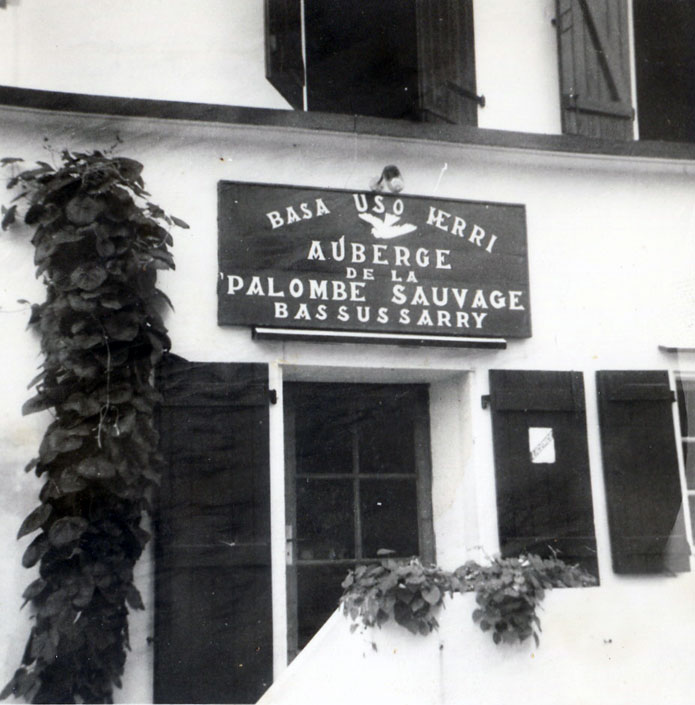 BASA USO HERRI
AUBERGE
DE LA
PALOMBE SAUVAGE
BASSUSSARRY